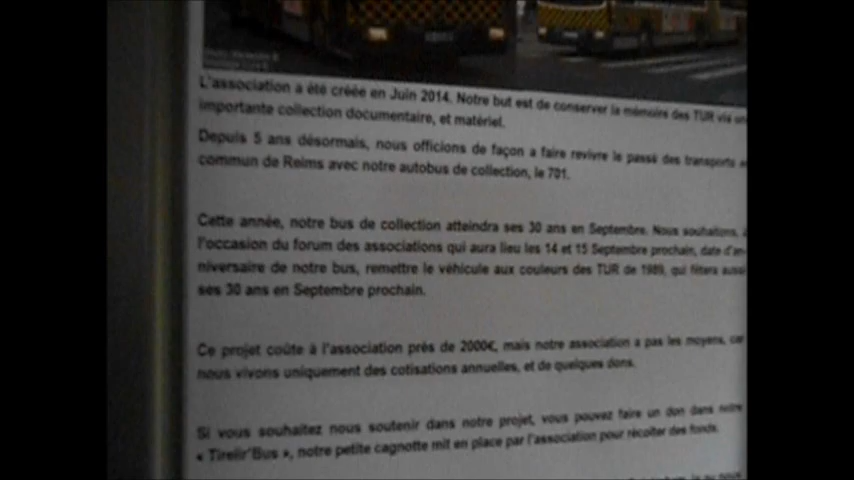 L'association a été créée en Juin 2014. Notre but est de conserver la mémoire des TUR via un
importante collection documentaire, et matériel.
Depuis 5 ans désormais, nous officions de façon a faire revivre le passé des transports e
commun de Reims avec notre autobus de collection, le 701.
Cette année, notre bus de collection atteindra ses 30 ans en Septembre. Nous souhaitons, à
l'occasion du forum des associations qui aura lieu les 14 et 15 Septembre prochain, date d'an-
niversaire de notre bus, remettre le véhicule aux couleurs des TUR de 1989, qui fêtera aussi
ses 30 ans en Septembre prochain.
Ce projet coûte à l'association près de 2000€, mais notre association a pas les moyens, car
nous vivons uniquement des cotisations annuelles, et de quelques dons.
Si vous souhaitez nous soutenir dans notre projet, vous pouvez faire un don dans notre
« Tirelir'Bus », notre petite cagnotte mit en place par l'association pour récolter des fonds.